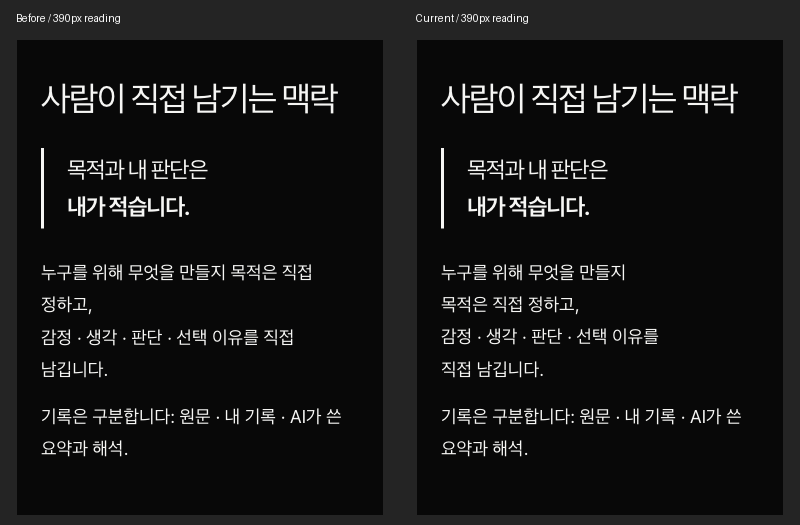 Before / 390px reading
사람이 직접 남기는 맥락
목적과 내 판단은
내가 적습니다.
누구를 위해 무엇을 만들지 목적은 직접
정하고,
감정 · 생각 · 판단 · 선택 이유를 직접
남깁니다.
기록은 구분합니다: 원문 · 내 기록 · AI가 쓴
요약과 해석.
Current / 390px reading
사람이 직접 남기는 맥락
목적과 내 판단은
내가 적습니다.
누구를 위해 무엇을 만들지
목적은 직접 정하고,
감정 · 생각 · 판단 · 선택 이유를
직접 남깁니다.
기록은 구분합니다: 원문 · 내 기록 · AI가 쓴
요약과 해석.